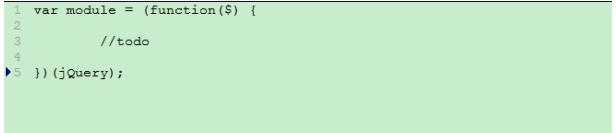 1 var module = (function($) {
2
3 //todo
4
5 })(jQuery);